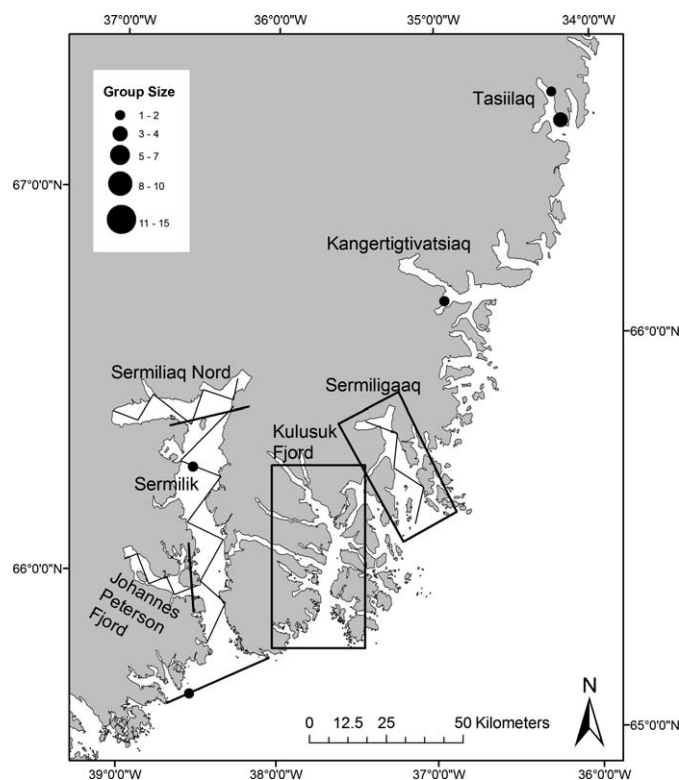 37°0'0"W 36°0'0"W 35°0'0"W 34°0'0"W
Group Size
1 - 2
3 - 4
5 - 7
8 - 10
11 - 15
Tasiilaq
67°0'0"N
Kangertigtivatsiaq
66°0'0"N
Sermiliaq Nord
Sermiligaaq
Kulusuk
Fjord
Sermilik
66°0'0"N
Johannes
Peterson
Fjord
N
0 12.5 25 50 Kilometers
65°0'0"N
39°0'0"W 38°0'0"W 37°0'0"W 36°0'0"W